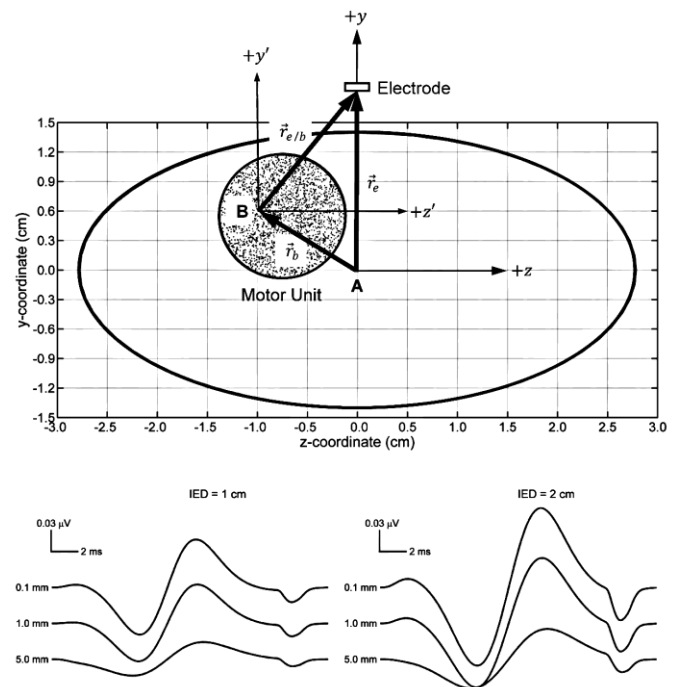 +y
+y′
Electrode
r⃗e/b
r⃗e
B
+z′
r⃗b
+z
A
Motor Unit
y-coordinate (cm)
1.5
1.2
0.9
0.6
0.3
0.0
-0.3
-0.6
-0.9
-1.2
-1.5
-3.0 -2.5 -2.0 -1.5 -1.0 -0.5 0.0 0.5 1.0 1.5 2.0 2.5 3.0
z-coordinate (cm)
IED = 1 cm
0.03 μV
2 ms
0.1 mm
1.0 mm
5.0 mm
IED = 2 cm
0.03 μV
2 ms
0.1 mm
1.0 mm
5.0 mm